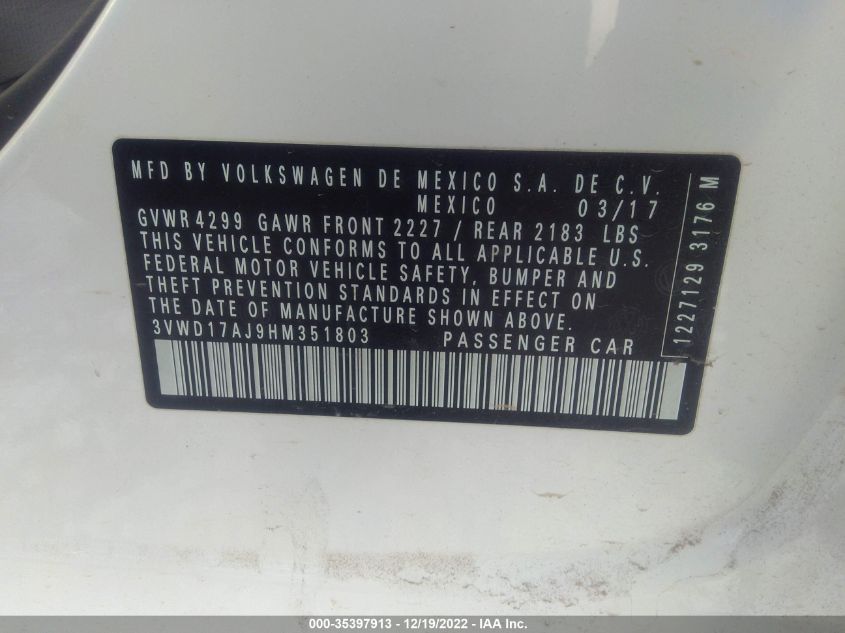 MFD BY VOLKSWAGEN DE MEXICO S.A. DE C.V.
MEXICO 03/17
GVWR 4299 GAWR FRONT 2227 / REAR 2183 LBS
THIS VEHICLE CONFORMS TO ALL APPLICABLE U.S.
FEDERAL MOTOR VEHICLE SAFETY, BUMPER AND
THEFT PREVENTION STANDARDS IN EFFECT ON
THE DATE OF MANUFACTURE SHOWN ABOVE.
3VWD17AJ9HM351803 PASSENGER CAR
1227129 3176 M
000-35397913 - 12/19/2022 - IAA Inc.